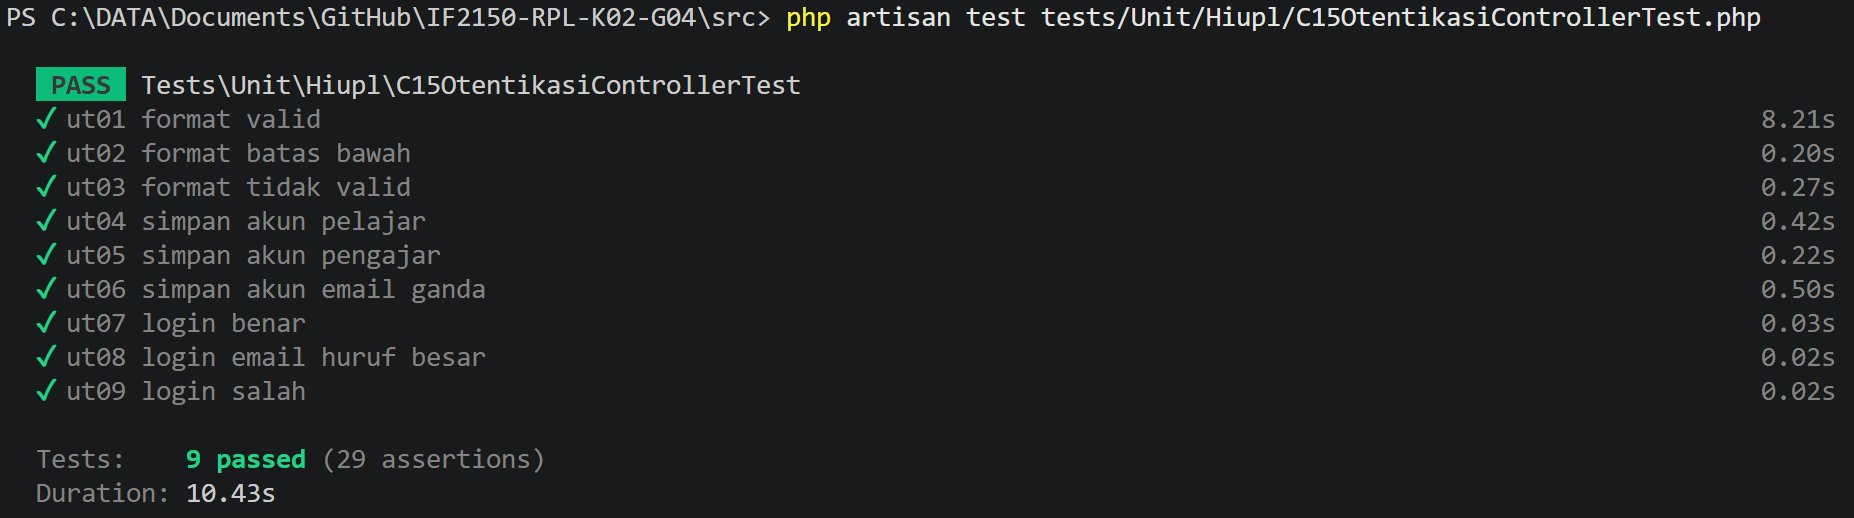 PS C:\DATA\Documents\GitHub\IF2150-RPL-K02-G04\src> php artisan test tests/Unit/Hiupl/C15OtentikasiControllerTest.php
PASS Tests\Unit\Hiupl\C15OtentikasiControllerTest
✓ ut01 format valid 8.21s
✓ ut02 format batas bawah 0.20s
✓ ut03 format tidak valid 0.27s
✓ ut04 simpan akun pelajar 0.42s
✓ ut05 simpan akun pengajar 0.22s
✓ ut06 simpan akun email ganda 0.50s
✓ ut07 login benar 0.03s
✓ ut08 login email huruf besar 0.02s
✓ ut09 login salah 0.02s
Tests: 9 passed (29 assertions)
Duration: 10.43s